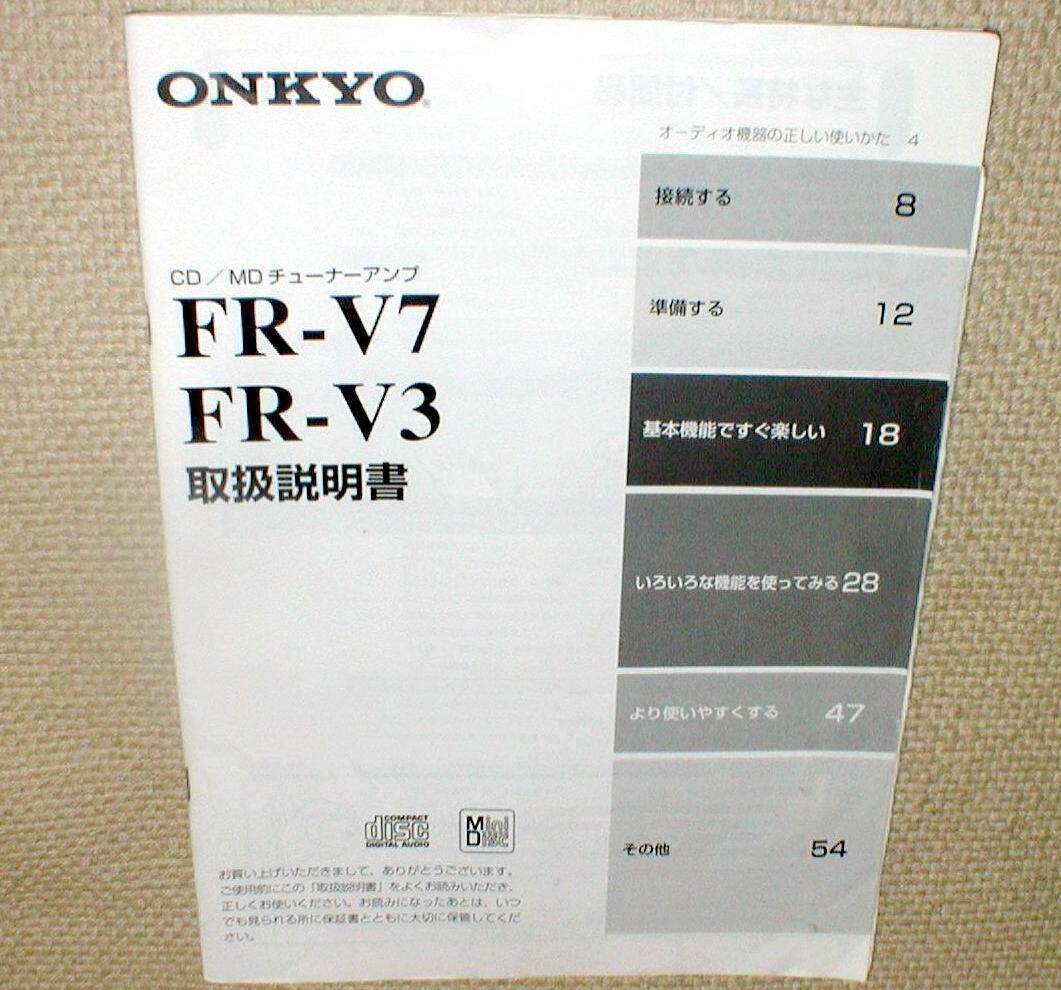 ONKYO
CD／MDチューナーアンプ
FR-V7
FR-V3
取扱説明書
オーディオ機器の正しい使いかた 4
接続する 8
準備する 12
基本機能ですぐ楽しい 18
いろいろな機能を使ってみる 28
より使いやすくする 47
その他 54
COMPACT
disc
DIGITAL AUDIO
MiniDisc
お買い上げいただきまして、ありがとうございます。
ご使用前にこの「取扱説明書」をよくお読みいただき、
正しくお使いください。お読みになったあとは、いつ
でも見られる所に保証書とともに大切に保管してくだ
さい。